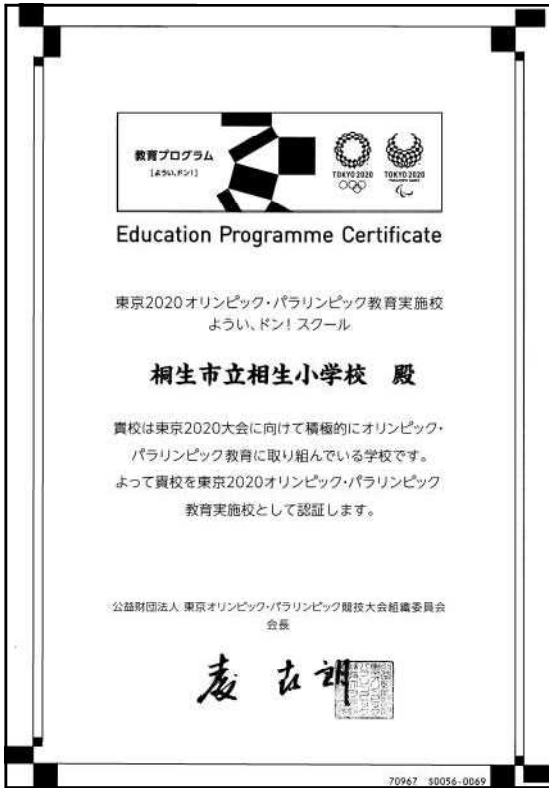 教育プログラム
[ようい、ドン!]
TOKYO 2020
TOKYO 2020
PARALYMPIC GAMES
Education Programme Certificate
東京2020オリンピック・パラリンピック教育実施校
ようい、ドン! スクール
桐生市立相生小学校 殿
貴校は東京2020大会に向けて積極的にオリンピック・
パラリンピック教育に取り組んでいる学校です。
よって貴校を東京2020オリンピック・パラリンピック
教育実施校として認証します。
公益財団法人 東京オリンピック・パラリンピック競技大会組織委員会
会長
70967 S0056-0069